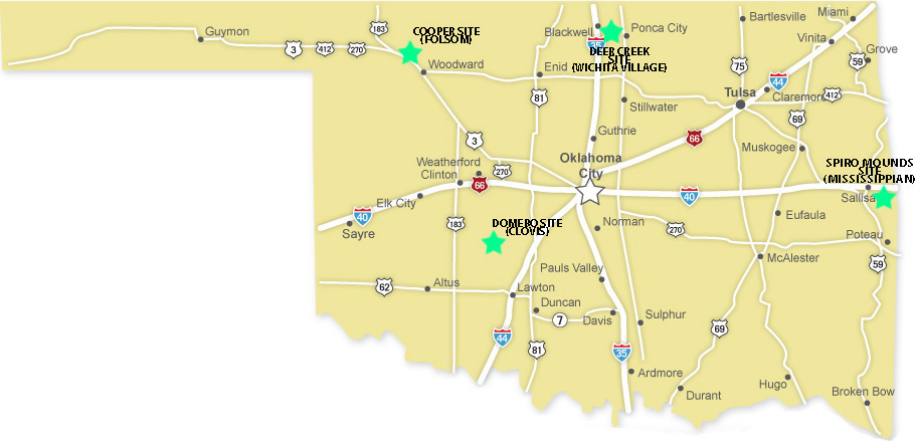 COOPER SITE
(FOLSOM)
183
Guymon
3
412
270
Woodward
Blackwell
35
Ponca City
DEER CREEK
SITE
(WICHITA VILLAGE)
Enid
81
Bartlesville
Miami
Vinita
Grove
59
75
44
Tulsa
Claremore
412
69
Stillwater
Guthrie
66
3
Muskogee
Oklahoma
City
Weatherford
270
Clinton
66
SPIRO MOUNDS
SITE
(MISSISSIPPIAN)
Sallisa
40
Elk City
40
Sayre
183
DOMEBO SITE
(CLOVIS)
Norman
270
Eufaula
Poteau
59
McAlester
Pauls Valley
62
Altus
Lawton
Duncan
7
Davis
Sulphur
69
44
81
35
Ardmore
Durant
Hugo
Broken Bow